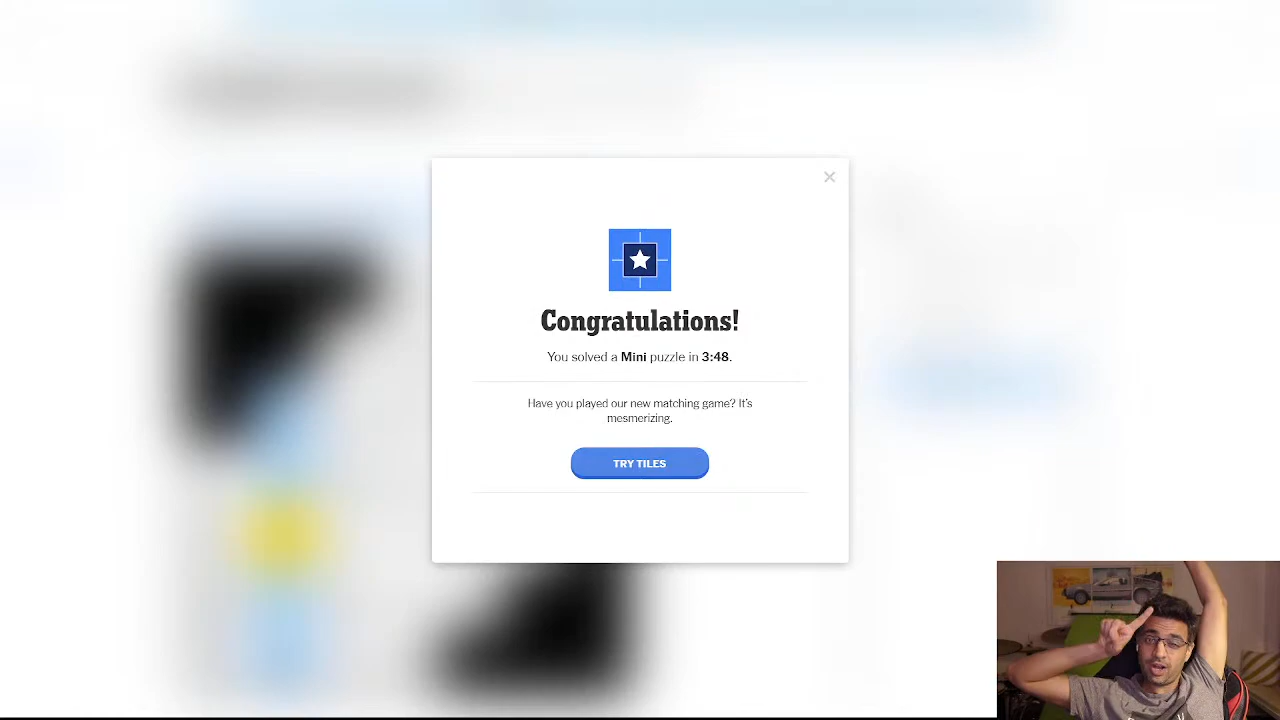 Congratulations!
You solved a Mini puzzle in 3:48.
Have you played our new matching game? It's
mesmerizing.
TRY TILES